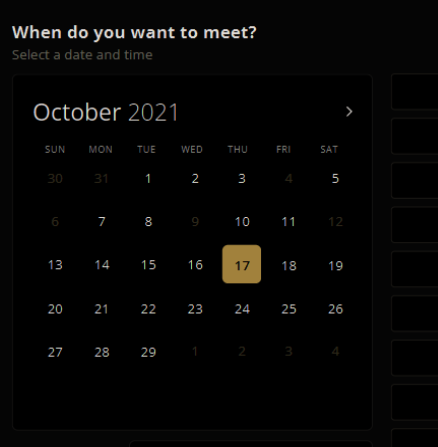 When do you want to meet?
Select a date and time
October 2021
SUN MON TUE WED THU FRI SAT
30 31 1 2 3 4 5
6 7 8 9 10 11 12
13 14 15 16 17 18 19
20 21 22 23 24 25 26
27 28 29 1 2 3 4